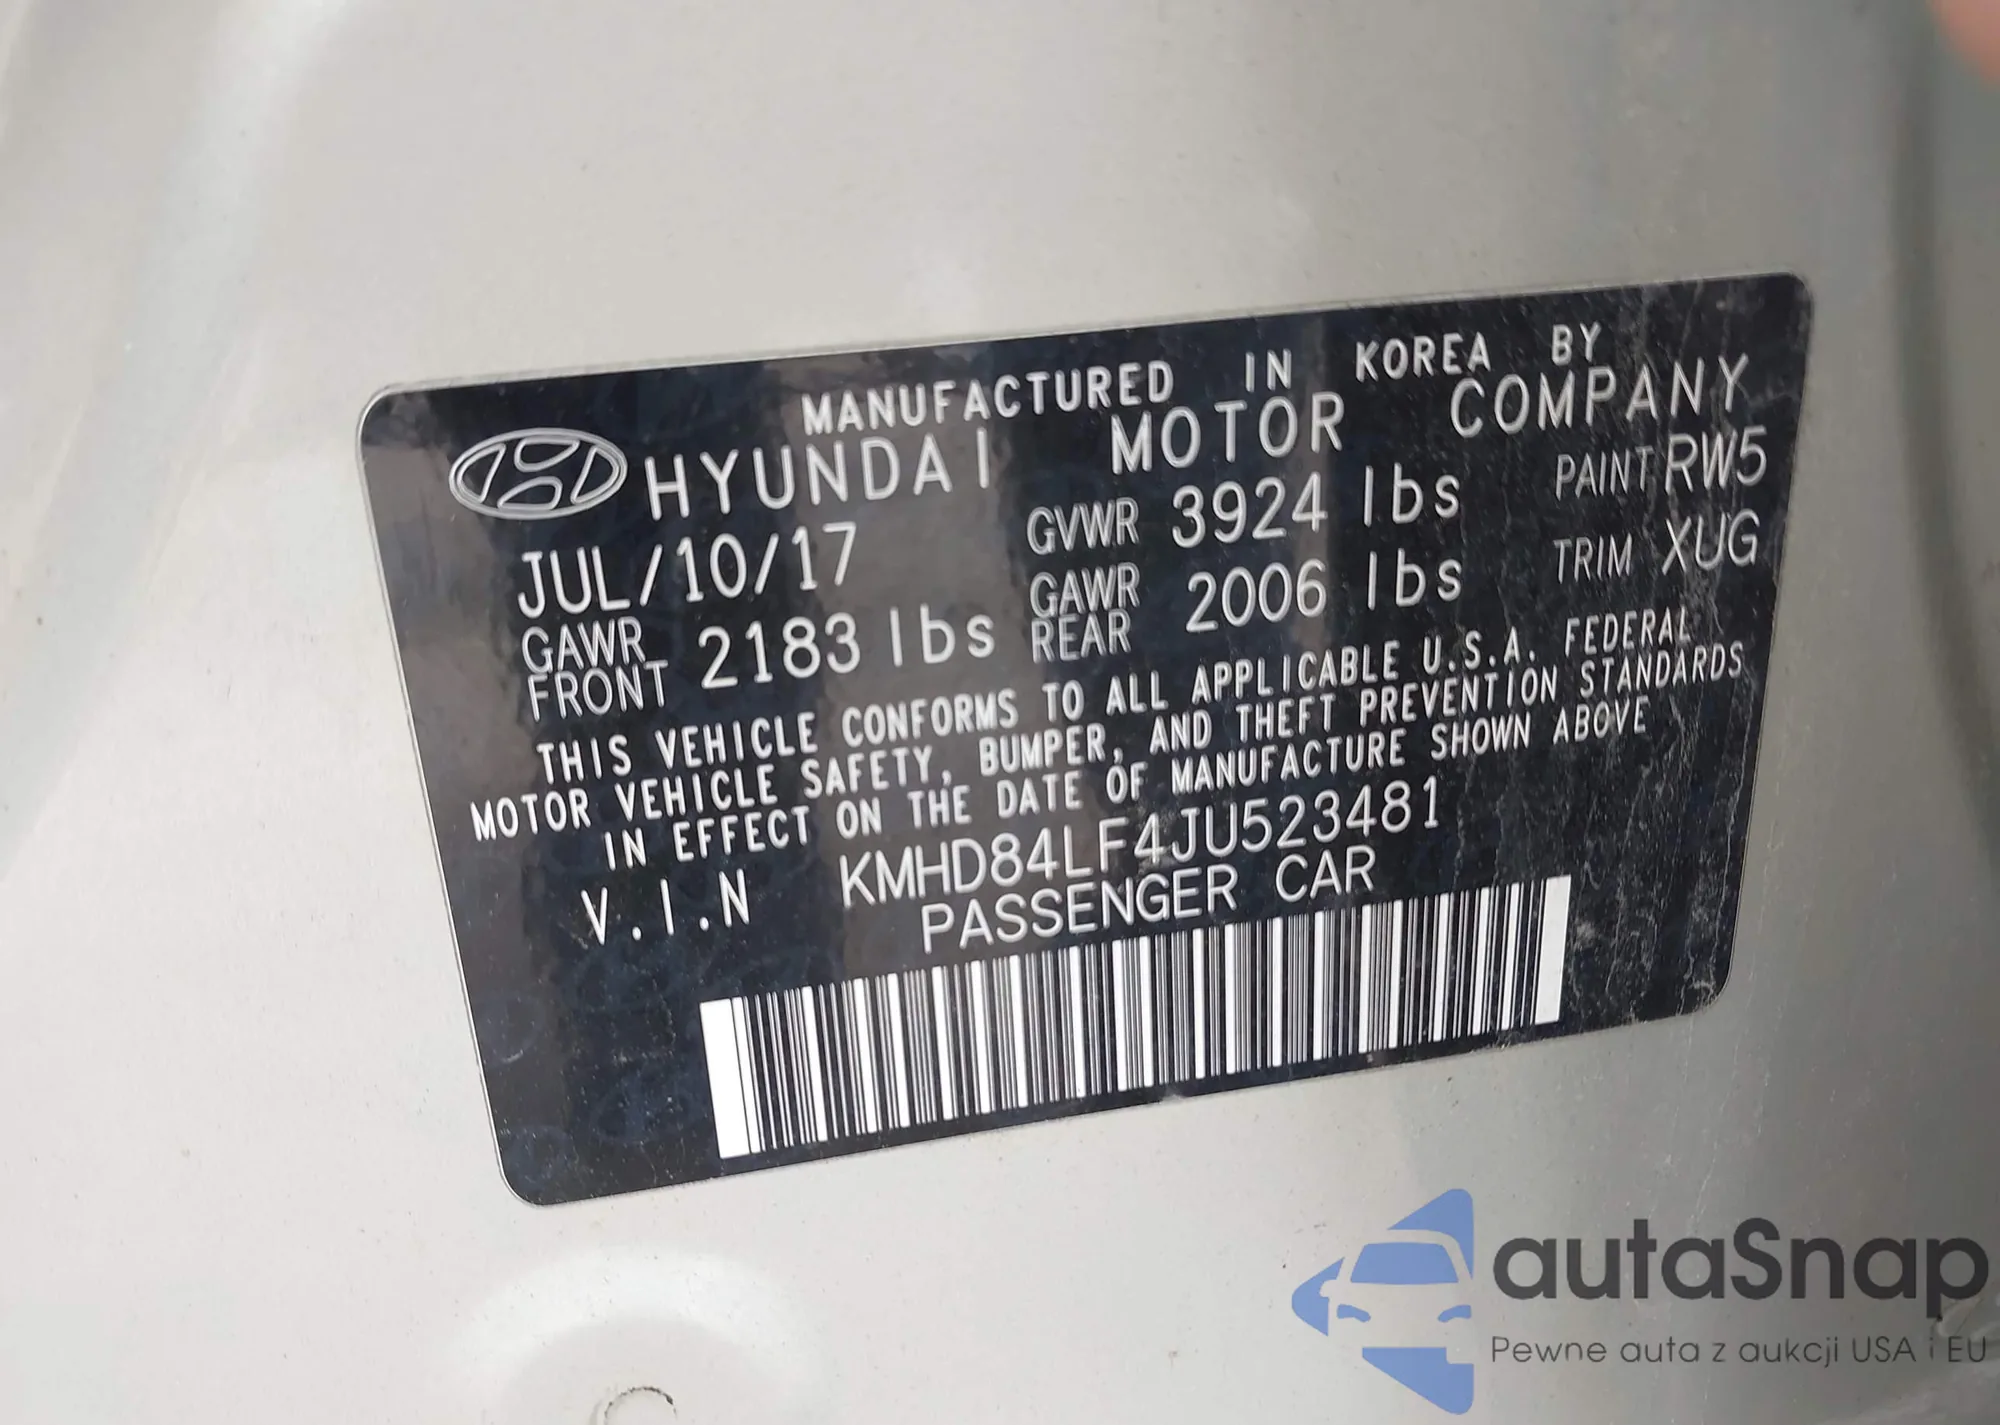 MANUFACTURED IN KOREA BY
HYUNDAI MOTOR COMPANY
JUL/10/17 GVWR 3924 lbs PAINT RW5
GAWR FRONT 2183 lbs GAWR REAR 2006 lbs TRIM XUG
THIS VEHICLE CONFORMS TO ALL APPLICABLE U.S.A. FEDERAL
MOTOR VEHICLE SAFETY, BUMPER, AND THEFT PREVENTION STANDARDS
IN EFFECT ON THE DATE OF MANUFACTURE SHOWN ABOVE
V.I.N KMHD84LF4JU523481
PASSENGER CAR
autaSnap
Pewne auta z aukcji USA i EU